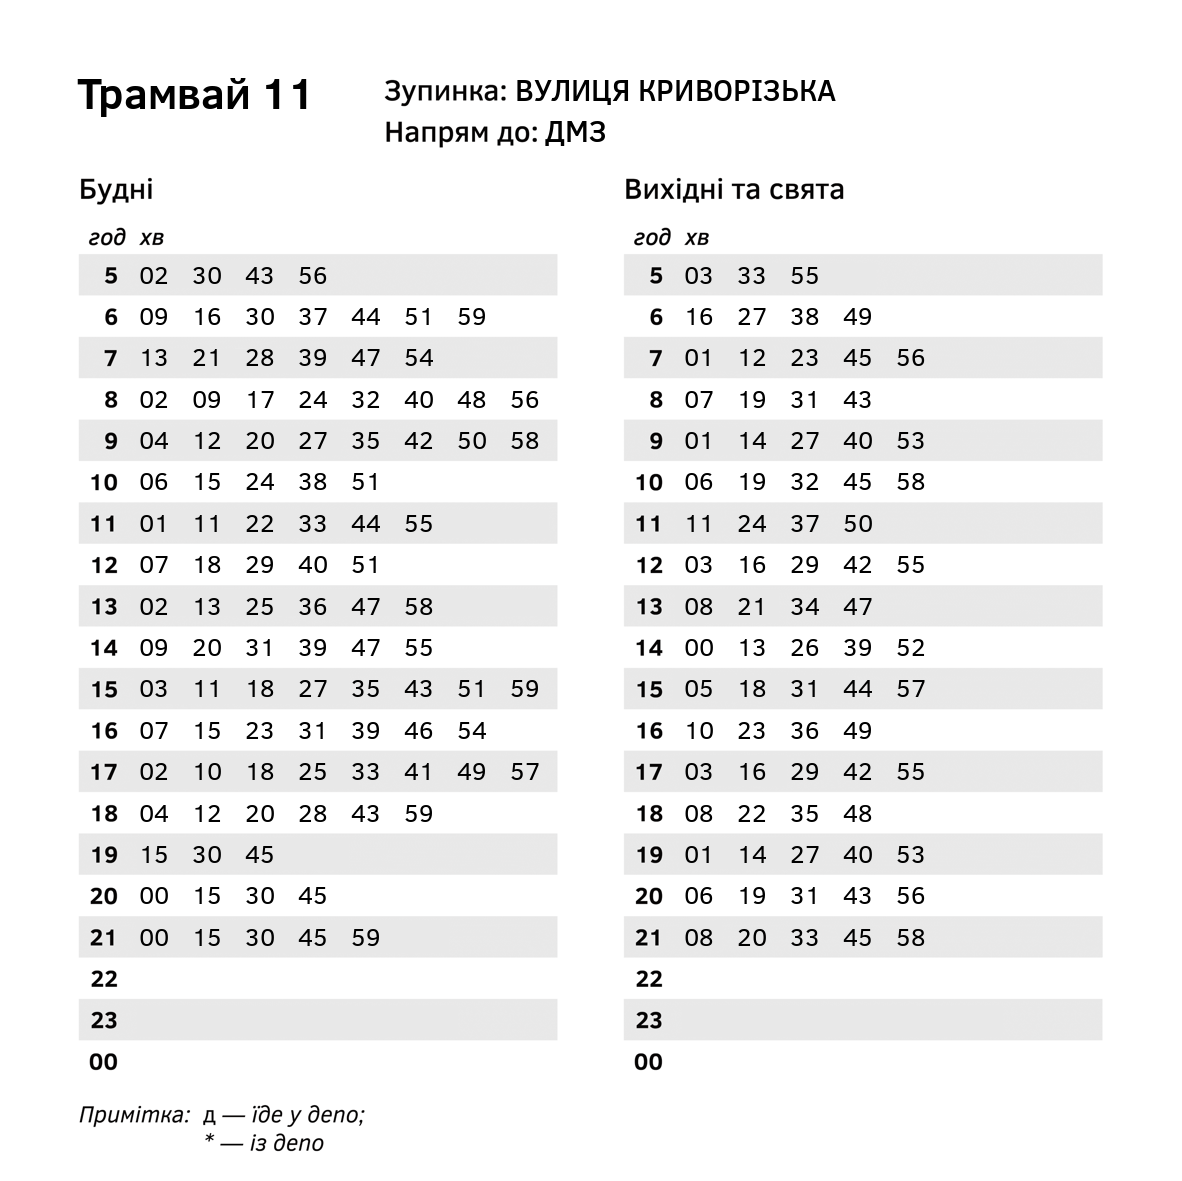 Трамвай 11
Зупинка: ВУЛИЦЯ КРИВОРІЗЬКА
Напрям до: ДМЗ
Будні
год хв
5 02 30 43 56
6 09 16 30 37 44 51 59
7 13 21 28 39 47 54
8 02 09 17 24 32 40 48 56
9 04 12 20 27 35 42 50 58
10 06 15 24 38 51
11 01 11 22 33 44 55
12 07 18 29 40 51
13 02 13 25 36 47 58
14 09 20 31 39 47 55
15 03 11 18 27 35 43 51 59
16 07 15 23 31 39 46 54
17 02 10 18 25 33 41 49 57
18 04 12 20 28 43 59
19 15 30 45
20 00 15 30 45
21 00 15 30 45 59
22
23
00
Вихідні та свята
год хв
5 03 33 55
6 16 27 38 49
7 01 12 23 45 56
8 07 19 31 43
9 01 14 27 40 53
10 06 19 32 45 58
11 11 24 37 50
12 03 16 29 42 55
13 08 21 34 47
14 00 13 26 39 52
15 05 18 31 44 57
16 10 23 36 49
17 03 16 29 42 55
18 08 22 35 48
19 01 14 27 40 53
20 06 19 31 43 56
21 08 20 33 45 58
22
23
00
Примітка: д — їде у депо;
* — із депо